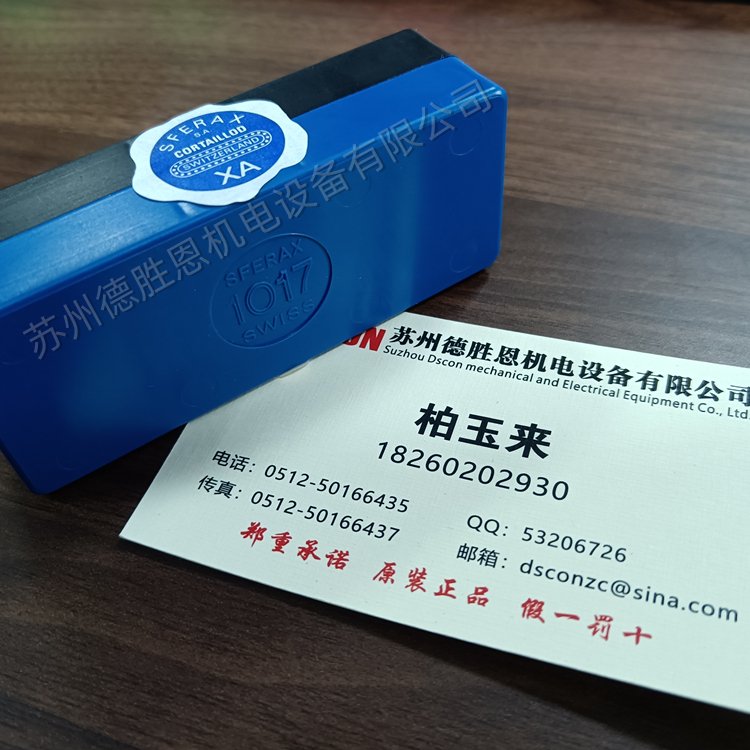 SFERAX
S.A.
CORTAILLOD
SWITZERLAND
XA
SFERAX
1017
SWISS
苏州德胜恩机电设备有限公司
ON 苏州德胜恩机电设备有限公司
Suzhou Dscon mechanical and Electrical Equipment Co., Ltd.
柏玉来
18260202930
电话：0512-50166435
传真：0512-50166437
QQ：53206726
邮箱：dsconzc@sina.com
郑重承诺 原装正品 假一罚十